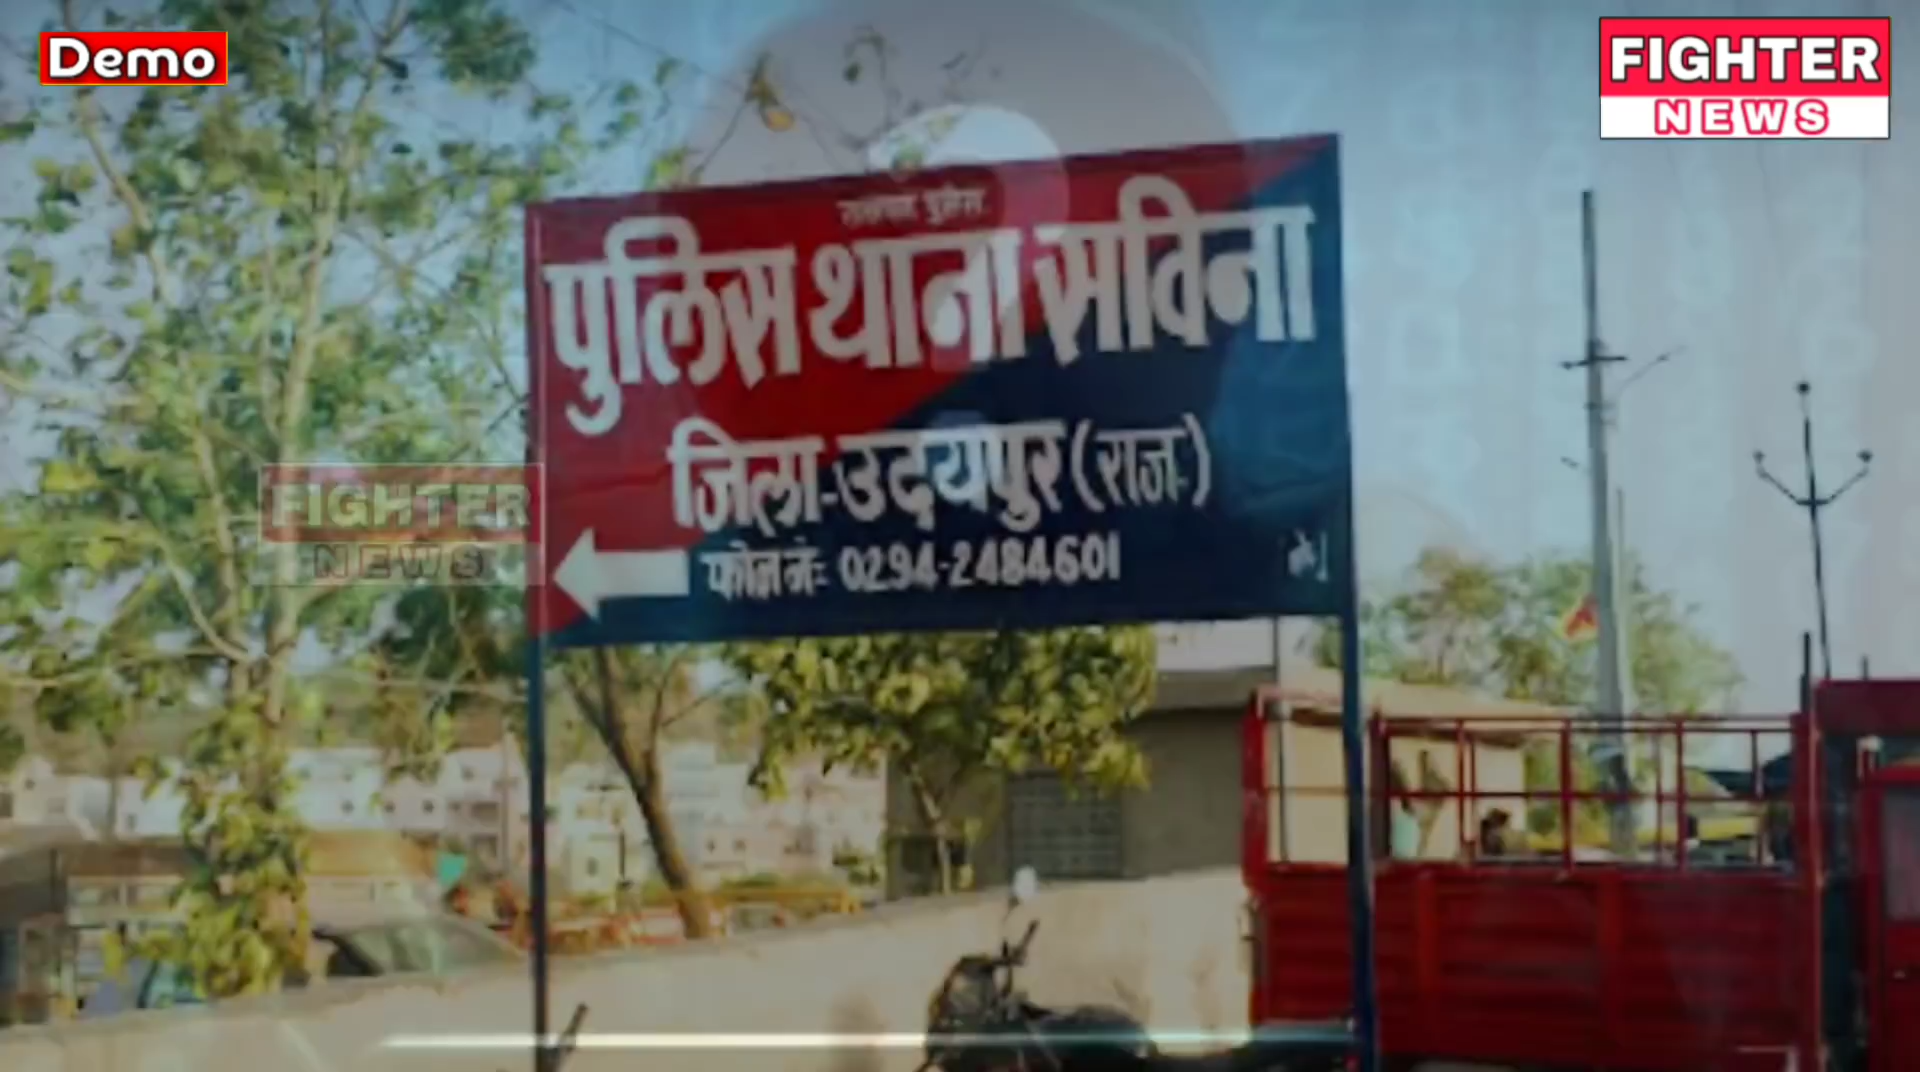 Demo
FIGHTER
NEWS
पुलिस थाना सविना
जिला-उदयपुर (राज.)
फोन नं: 0294-2484601
FIGHTER
NEWS